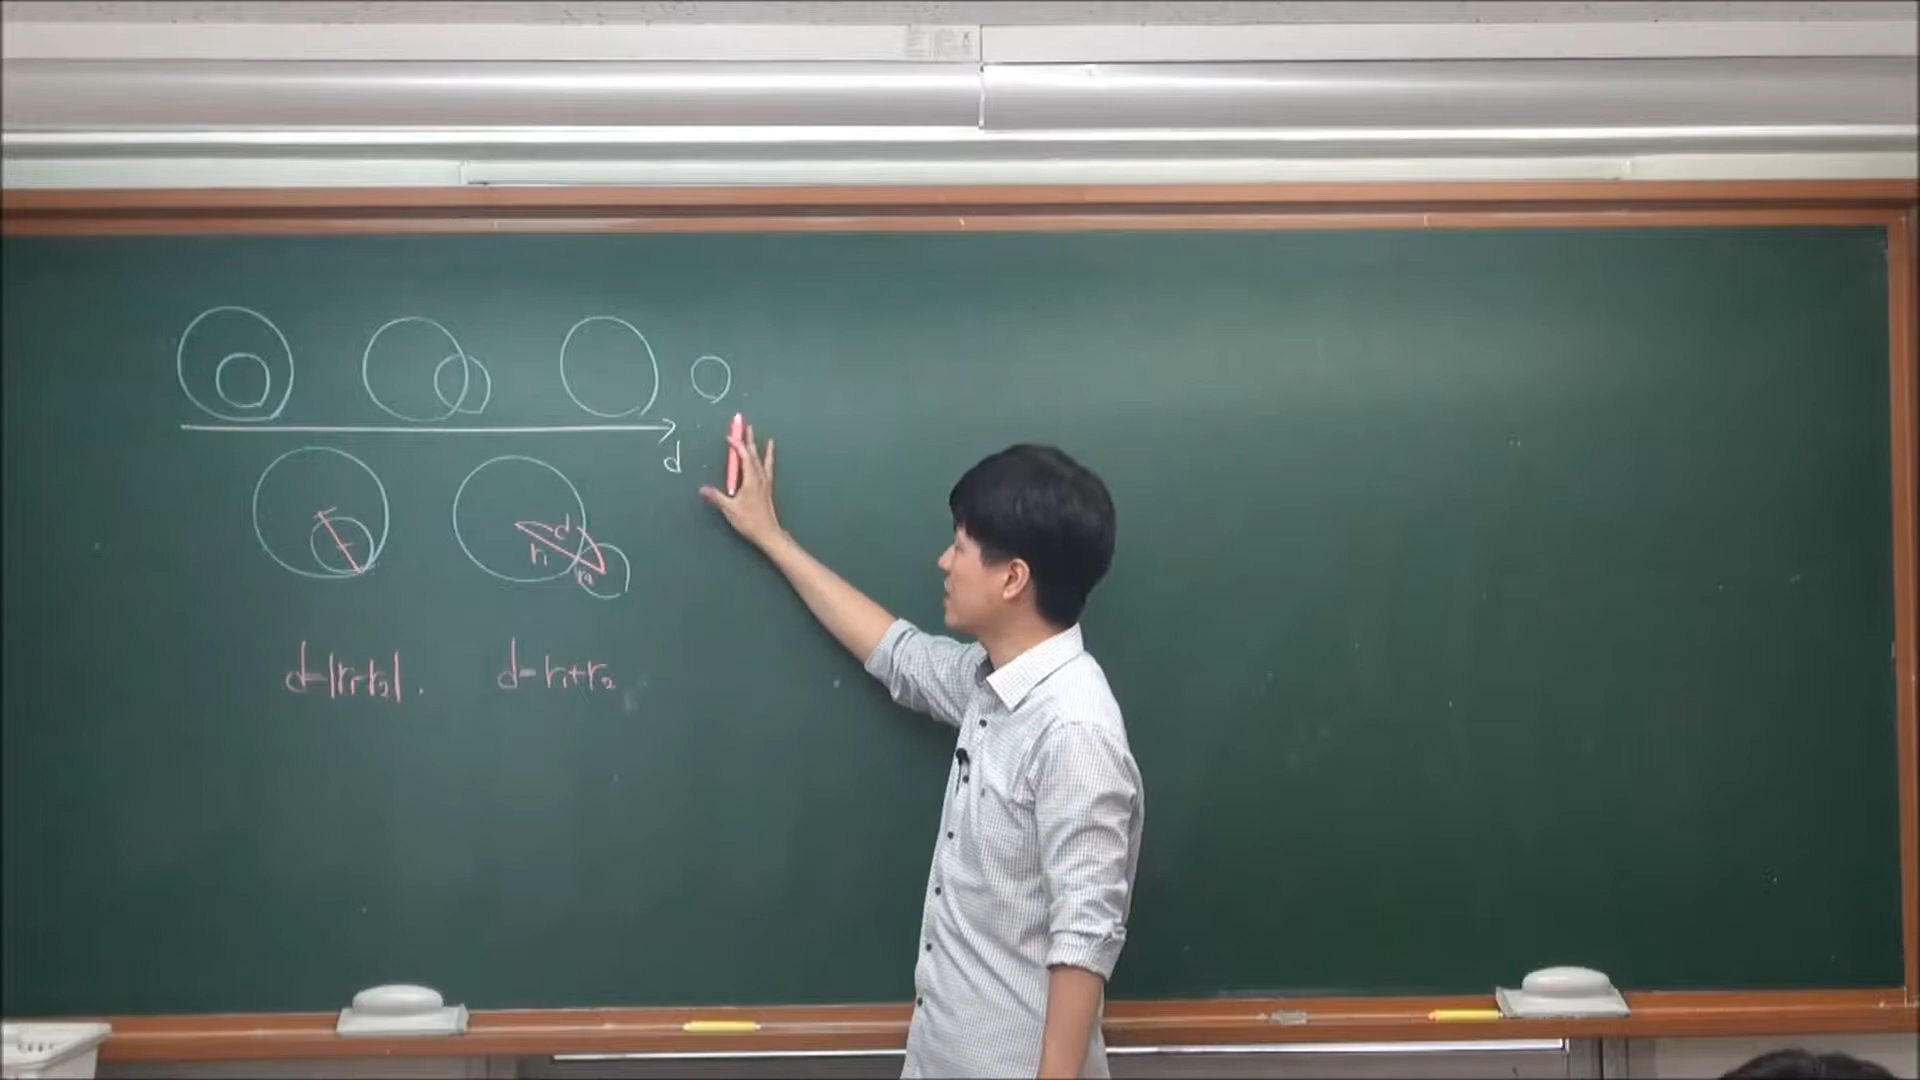 d
d
r₁
r₂
d=|r₁-r₂|.
d=r₁+r₂